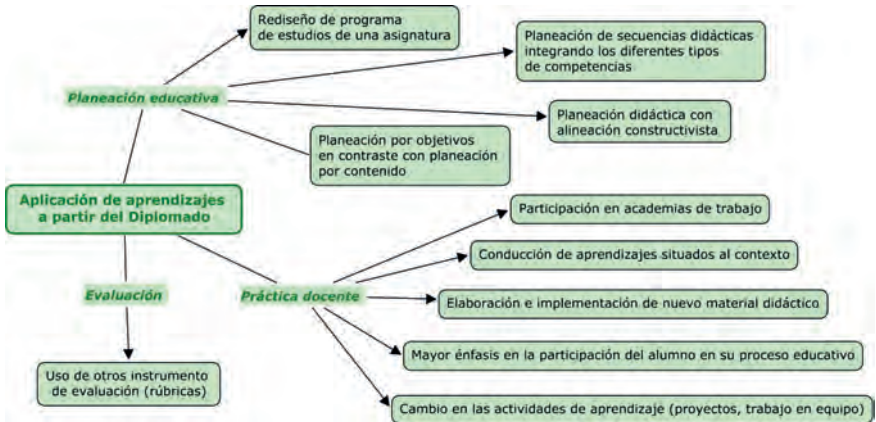 Rediseño de programa
de estudios de una asignatura
Planeación de secuencias didácticas
integrando los diferentes tipos
de competencias
Planeación educativa
Planeación didáctica con
alineación constructivista
Planeación por objetivos
en contraste con planeación
por contenido
Aplicación de aprendizajes
a partir del Diplomado
Participación en academias de trabajo
Conducción de aprendizajes situados al contexto
Evaluación
Práctica docente
Elaboración e implementación de nuevo material didáctico
Mayor énfasis en la participación del alumno en su proceso educativo
Uso de otros instrumento
de evaluación (rúbricas)
Cambio en las actividades de aprendizaje (proyectos, trabajo en equipo)